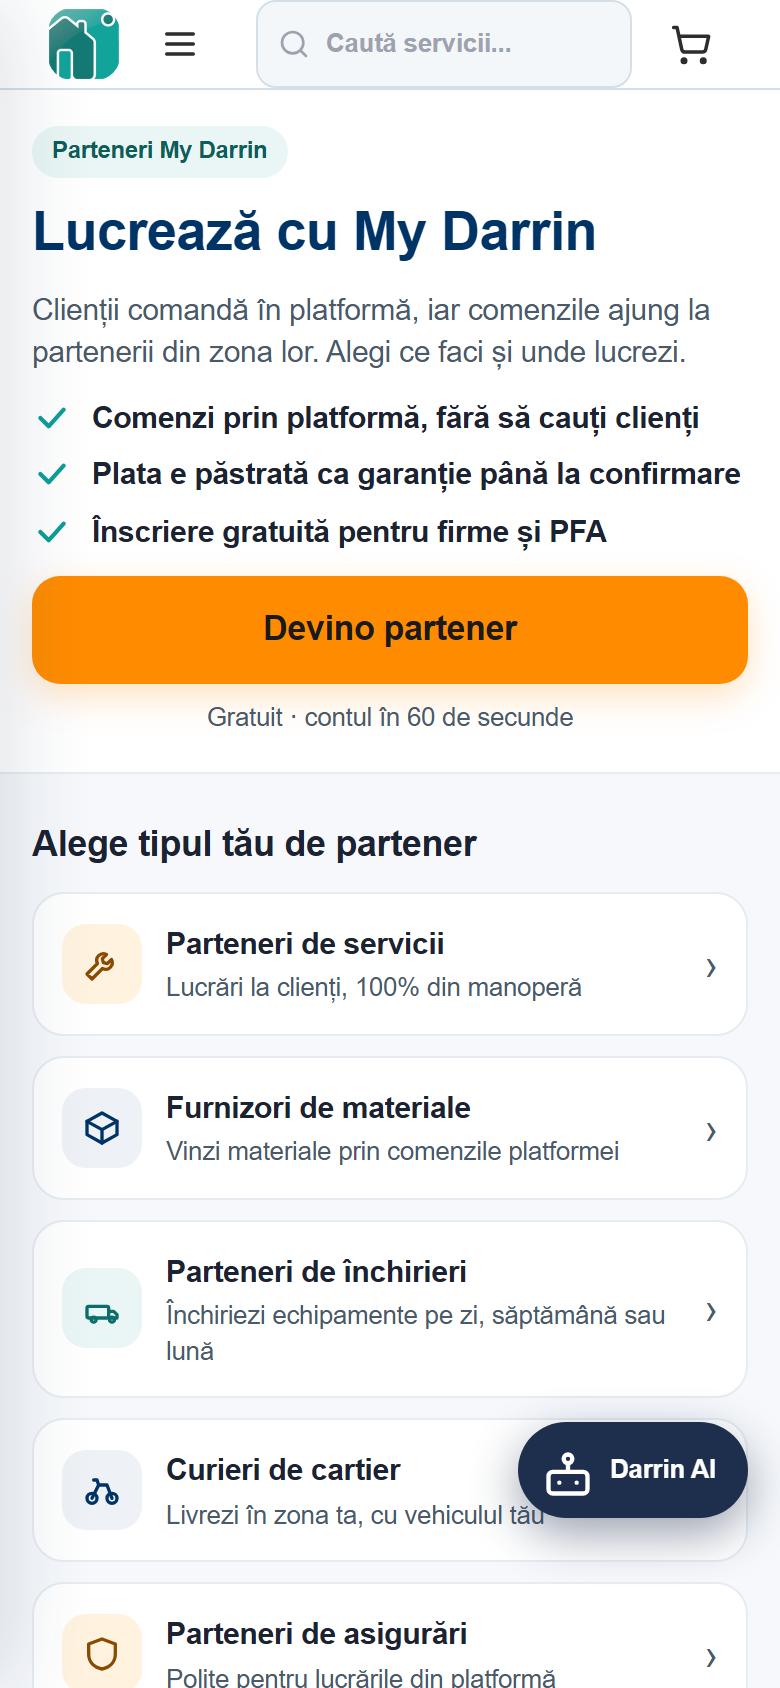 Caută servicii...
Parteneri My Darrin
Lucrează cu My Darrin
Clienții comandă în platformă, iar comenzile ajung la
partenerii din zona lor. Alegi ce faci și unde lucrezi.
Comenzi prin platformă, fără să cauți clienți
Plata e păstrată ca garanție până la confirmare
Înscriere gratuită pentru firme și PFA
Devino partener
Gratuit · contul în 60 de secunde
Alege tipul tău de partener
Parteneri de servicii
Lucrări la clienți, 100% din manoperă
Furnizori de materiale
Vinzi materiale prin comenzile platformei
Parteneri de închirieri
Închiriezi echipamente pe zi, săptămână sau
lună
Curieri de cartier
Livrezi în zona ta, cu vehiculul tău
Darrin AI
Parteneri de asigurări
Polițe pentru lucrările din platformă